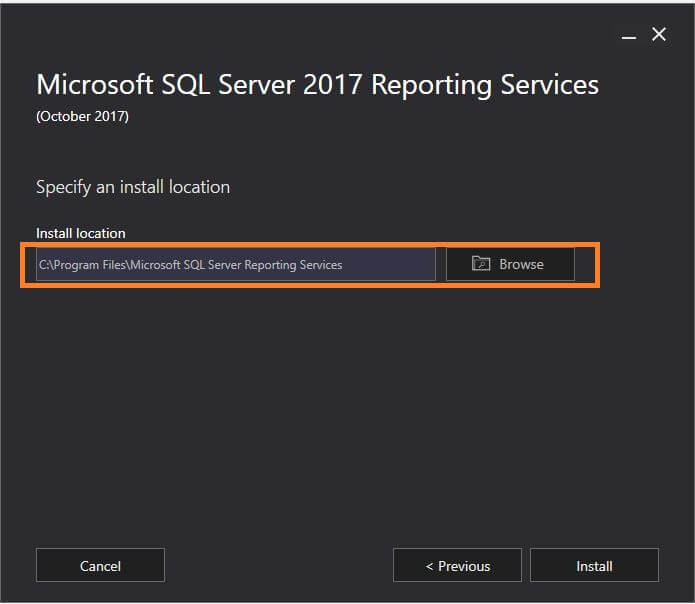 Microsoft SQL Server 2017 Reporting Services
(October 2017)
Specify an install location
Install location
C:\Program Files\Microsoft SQL Server Reporting Services
Browse
Cancel
< Previous
Install